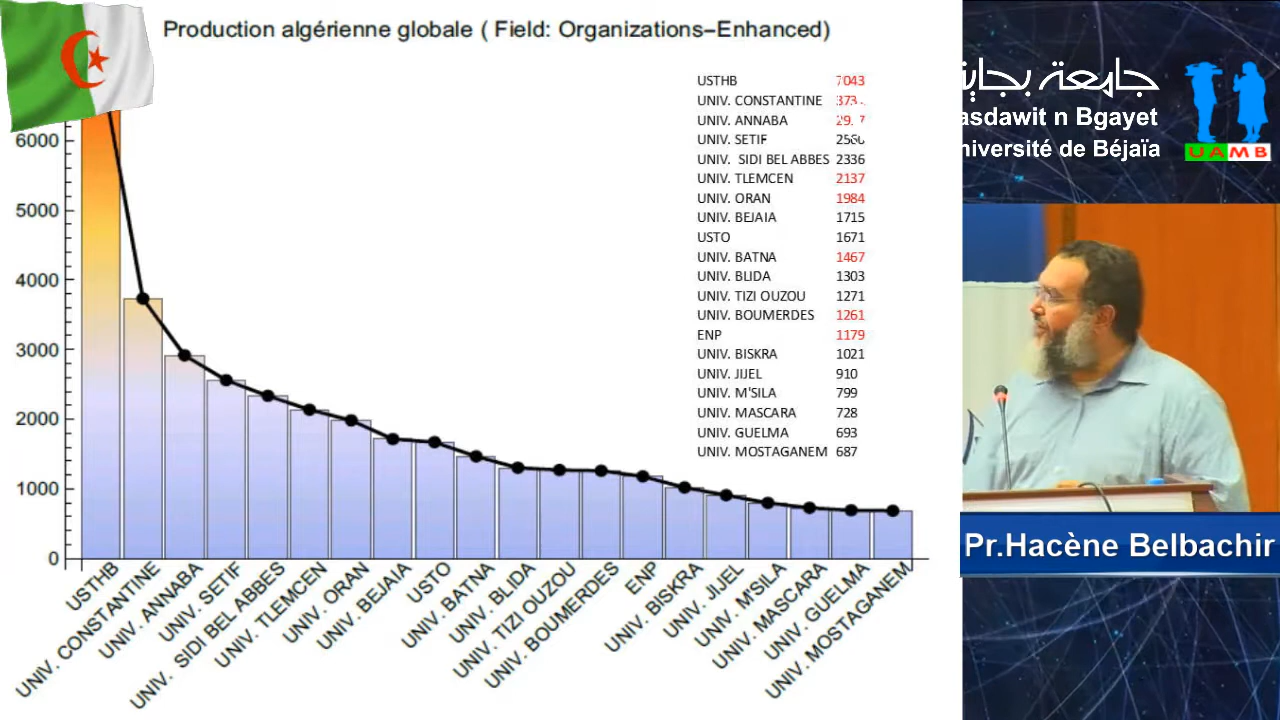 Production algérienne globale ( Field: Organizations–Enhanced)
USTHB 7043
UNIV. CONSTANTINE
UNIV. ANNABA
UNIV. SETIF
UNIV. SIDI BEL ABBES 2336
UNIV. TLEMCEN 2137
UNIV. ORAN 1984
UNIV. BEJAIA 1715
USTO 1671
UNIV. BATNA 1467
UNIV. BLIDA 1303
UNIV. TIZI OUZOU 1271
UNIV. BOUMERDES 1261
ENP 1179
UNIV. BISKRA 1021
UNIV. JIJEL 910
UNIV. M'SILA 799
UNIV. MASCARA 728
UNIV. GUELMA 693
UNIV. MOSTAGANEM 687
6000
5000
4000
3000
2000
1000
0
USTHB
UNIV. CONSTANTINE
UNIV. ANNABA
UNIV. SETIF
UNIV. SIDI BEL ABBES
UNIV. TLEMCEN
UNIV. ORAN
UNIV. BEJAIA
USTO
UNIV. BATNA
UNIV. BLIDA
UNIV. TIZI OUZOU
UNIV. BOUMERDES
ENP
UNIV. BISKRA
UNIV. JIJEL
UNIV. M'SILA
UNIV. MASCARA
UNIV. GUELMA
UNIV. MOSTAGANEM
جامعة بجاية
asdawit n Bgayet
niversité de Béjaïa
UAMB
Pr.Hacène Belbachir